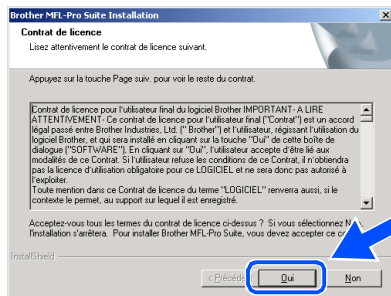 Brother MFL-Pro Suite Installation
Contrat de licence
Lisez attentivement le contrat de licence suivant.
Appuyez sur la touche Page suiv. pour voir le reste du contrat.
Contrat de licence pour l'utilisateur final du logiciel Brother IMPORTANT- A LIRE
ATTENTIVEMENT- Ce contrat de licence pour l'utilisateur final ("Contrat") est un accord
légal passé entre Brother Industries, Ltd. (" Brother") et l'utilisateur, régissant l'utilisation du
logiciel Brother, et qui sera installé en cliquant sur la touche "Oui" de cette boîte de
dialogue ("SOFTWARE"). En cliquant sur "Oui", l'utilisateur accepte d'être lié aux
modalités de ce Contrat. Si l'utilisateur refuse les conditions de ce Contrat, il n'obtiendra
pas la licence d'utilisation obligatoire pour ce LOGICIEL et ne sera donc pas autorisé à
l'exploiter.
Toute mention dans ce Contrat de licence du terme "LOGICIEL" renverra aussi, si le
contexte le permet, au support sur lequel il est enregistré.
Acceptez-vous tous les termes du contrat de licence ci-dessus ? Si vous sélectionnez
l'installation s'arrêtera. Pour installer Brother MFL-Pro Suite, vous devez accepter ce
InstallShield
< Oui Non